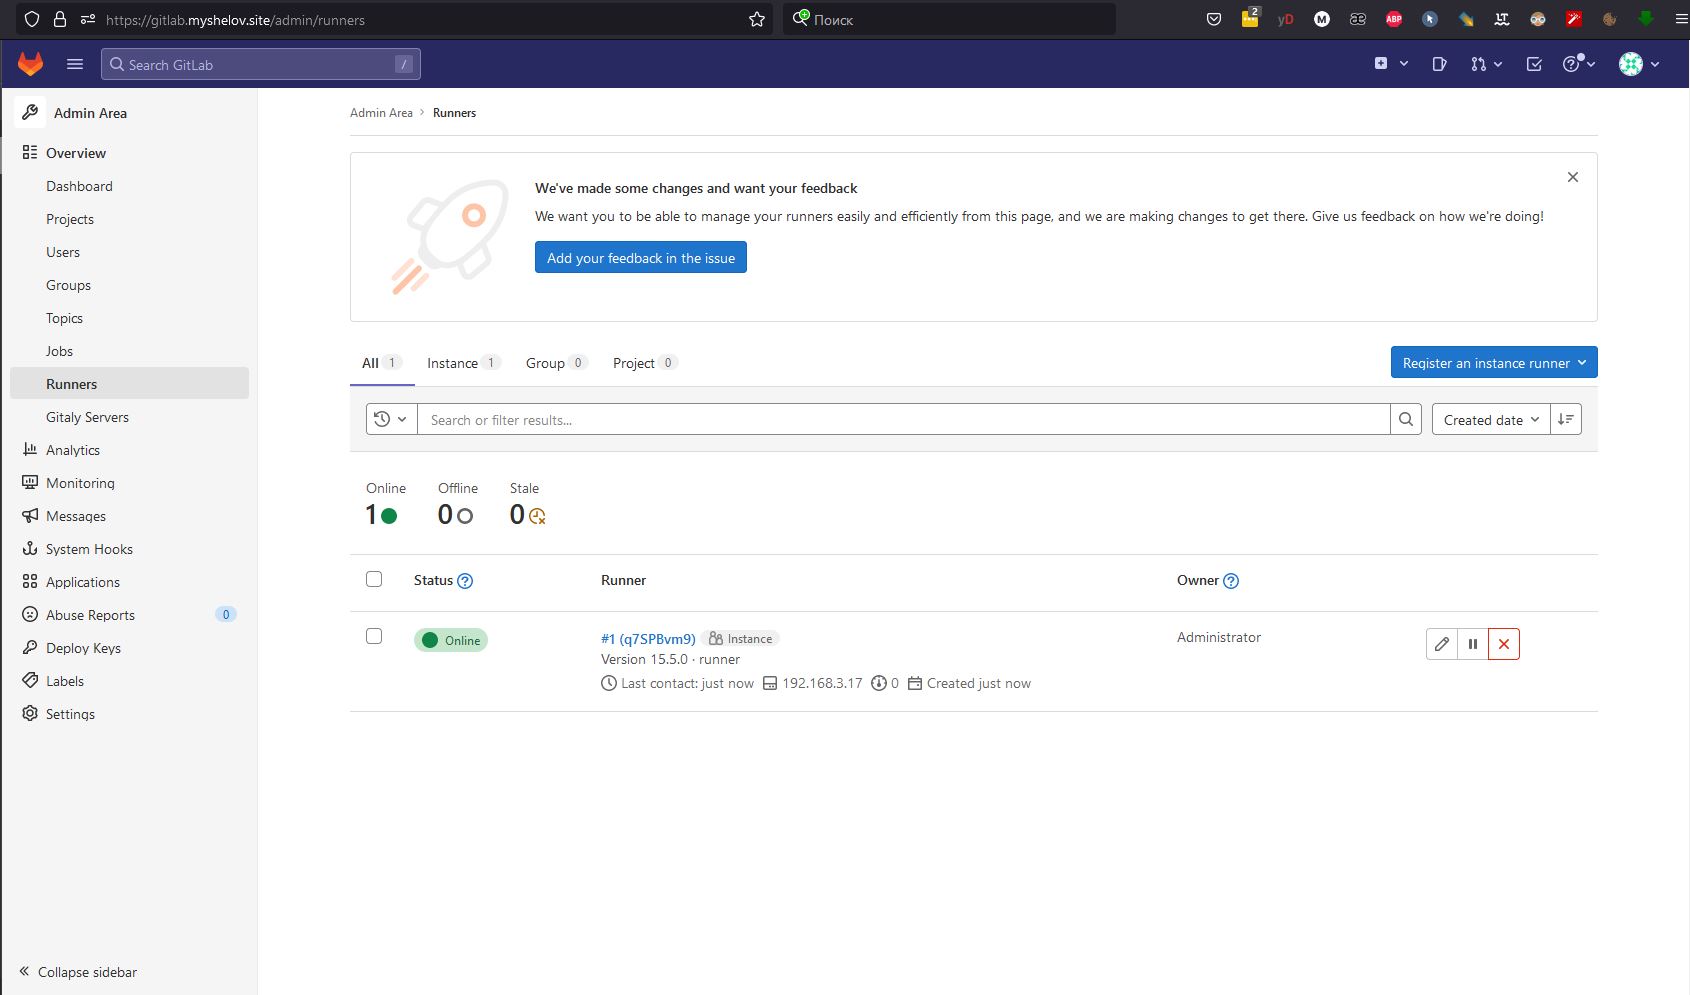 https://gitlab.myshelov.site/admin/runners
Поиск
2
yD
M
æ
ABP
LT
Search GitLab
/
Admin Area
Overview
Dashboard
Projects
Users
Groups
Topics
Jobs
Runners
Gitaly Servers
Analytics
Monitoring
Messages
System Hooks
Applications
Abuse Reports 0
Deploy Keys
Labels
Settings
Collapse sidebar
Admin Area > Runners
We've made some changes and want your feedback
We want you to be able to manage your runners easily and efficiently from this page, and we are making changes to get there. Give us feedback on how we're doing!
Add your feedback in the issue
All 1 Instance 1 Group 0 Project 0
Register an instance runner
Search or filter results...
Created date
Online Offline Stale
1 0 0
Status ? Runner Owner ?
Online
#1 (q7SPBvm9) Instance
Administrator
Version 15.5.0 · runner
Last contact: just now 192.168.3.17 0 Created just now